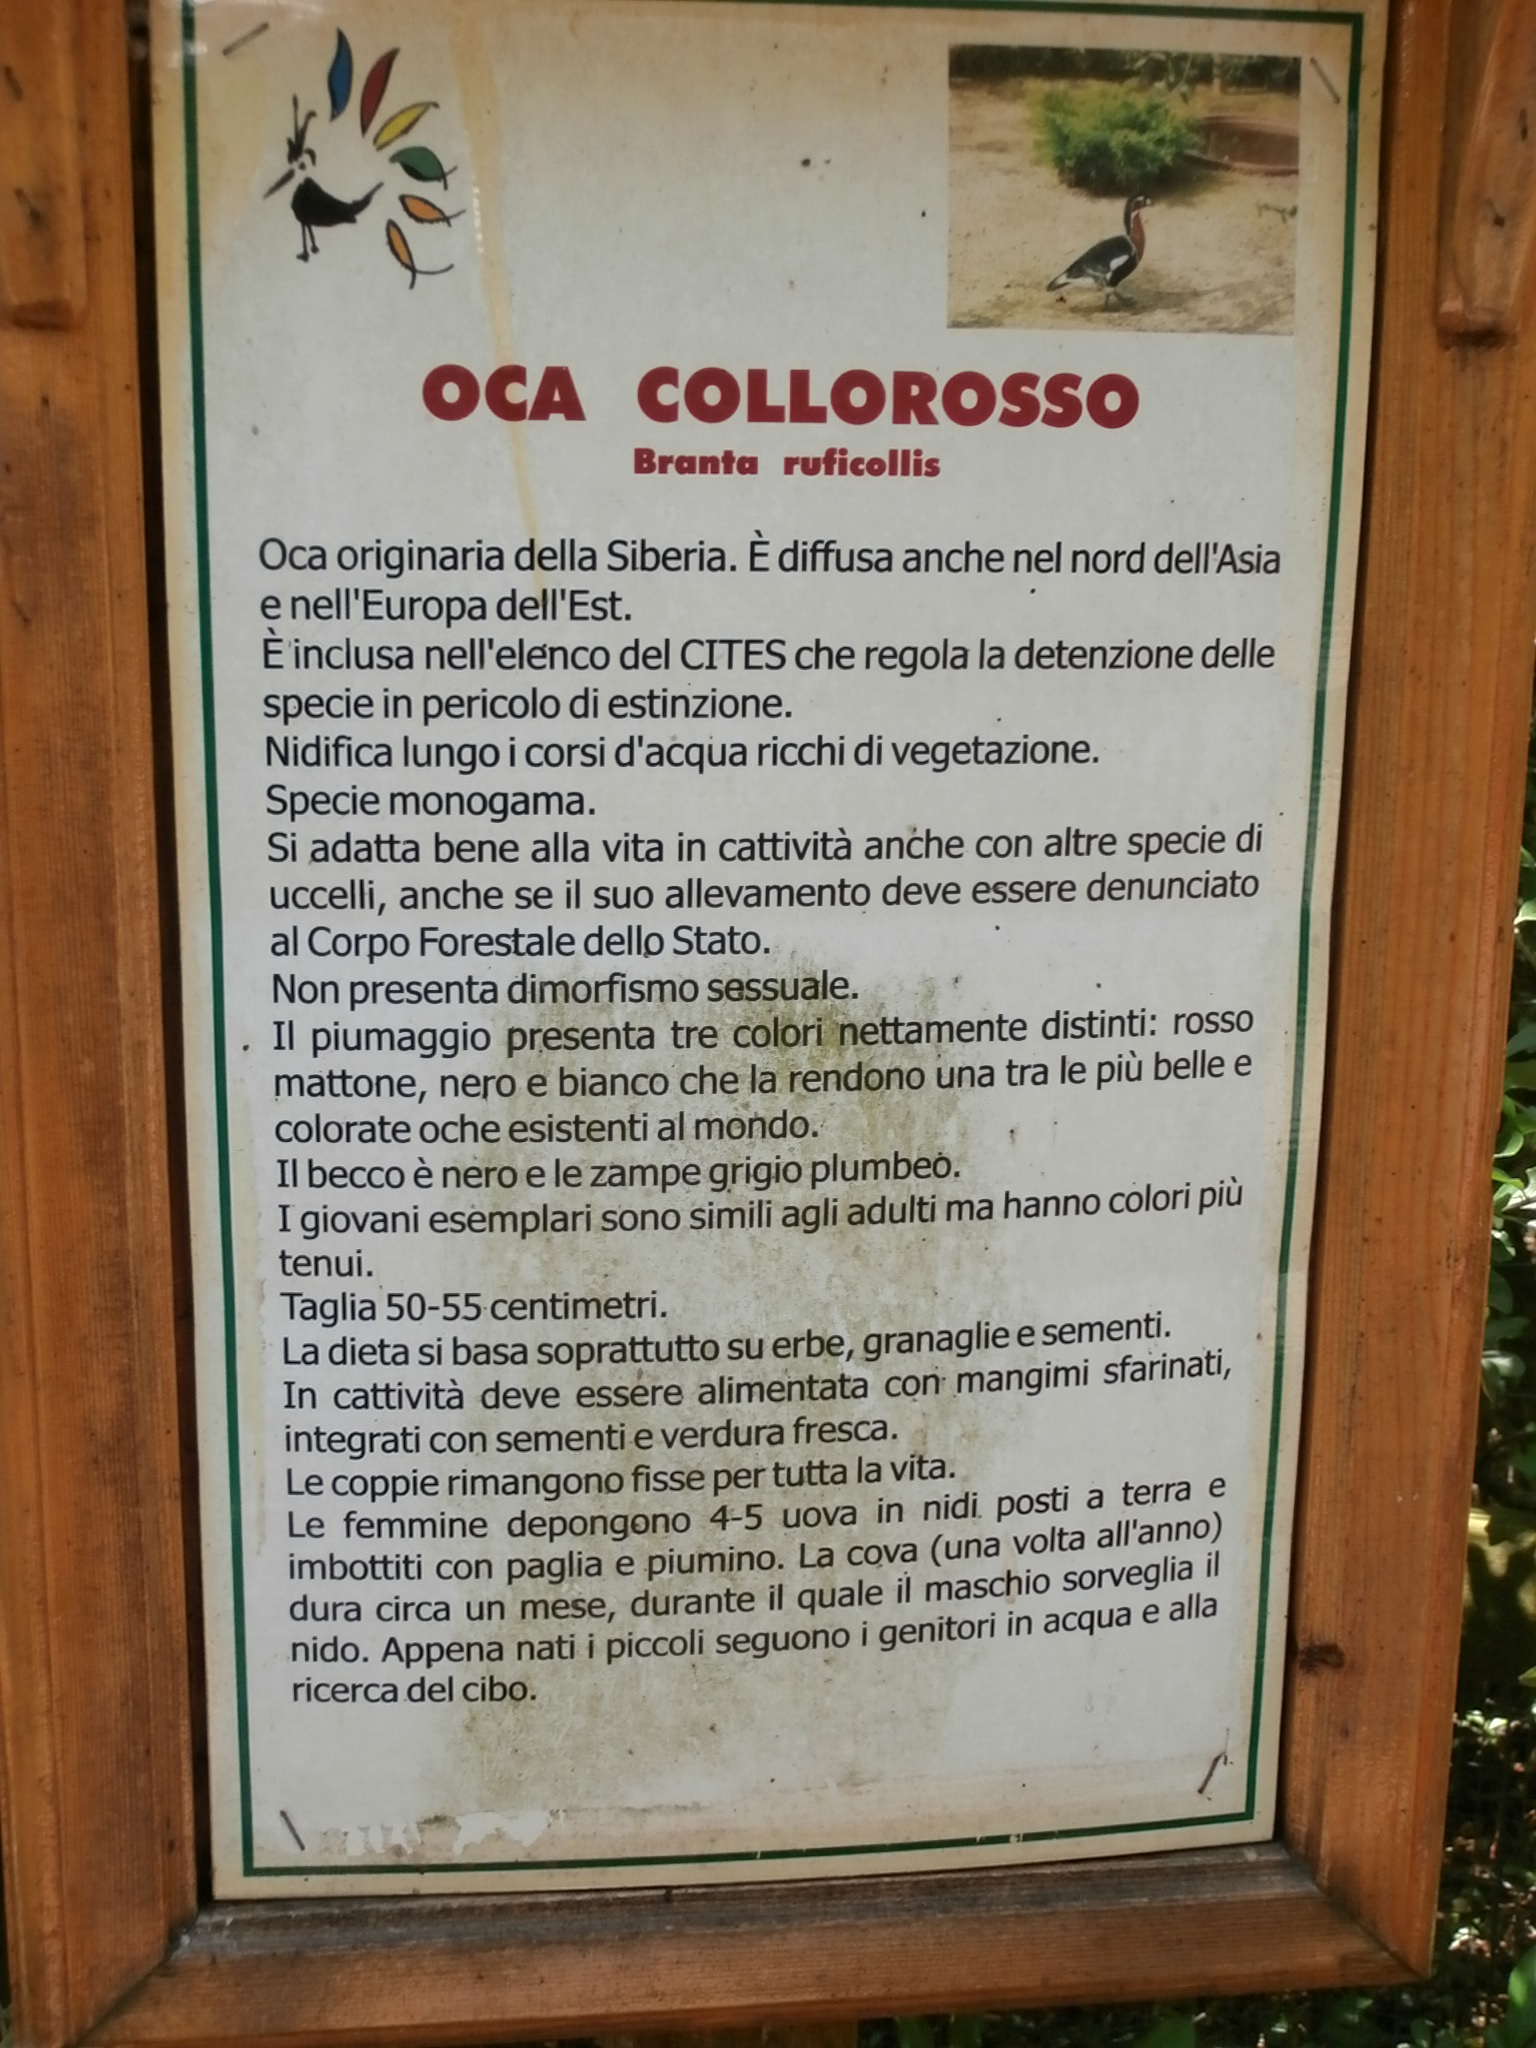 OCA COLLOROSSO
Branta ruficollis
Oca originaria della Siberia. È diffusa anche nel nord dell'Asia
e nell'Europa dell'Est.
È inclusa nell'elenco del CITES che regola la detenzione delle
specie in pericolo di estinzione.
Nidifica lungo i corsi d'acqua ricchi di vegetazione.
Specie monogama.
Si adatta bene alla vita in cattività anche con altre specie di
uccelli, anche se il suo allevamento deve essere denunciato
al Corpo Forestale dello Stato.
Non presenta dimorfismo sessuale.
Il piumaggio presenta tre colori nettamente distinti: rosso
mattone, nero e bianco che la rendono una tra le più belle e
colorate oche esistenti al mondo.
Il becco è nero e le zampe grigio plumbeo.
I giovani esemplari sono simili agli adulti ma hanno colori più
tenui.
Taglia 50-55 centimetri.
La dieta si basa soprattutto su erbe, granaglie e sementi.
In cattività deve essere alimentata con mangimi sfarinati,
integrati con sementi e verdura fresca.
Le coppie rimangono fisse per tutta la vita.
Le femmine depongono 4-5 uova in nidi posti a terra e
imbottiti con paglia e piumino. La cova (una volta all'anno)
dura circa un mese, durante il quale il maschio sorveglia il
nido. Appena nati i piccoli seguono i genitori in acqua e alla
ricerca del cibo.